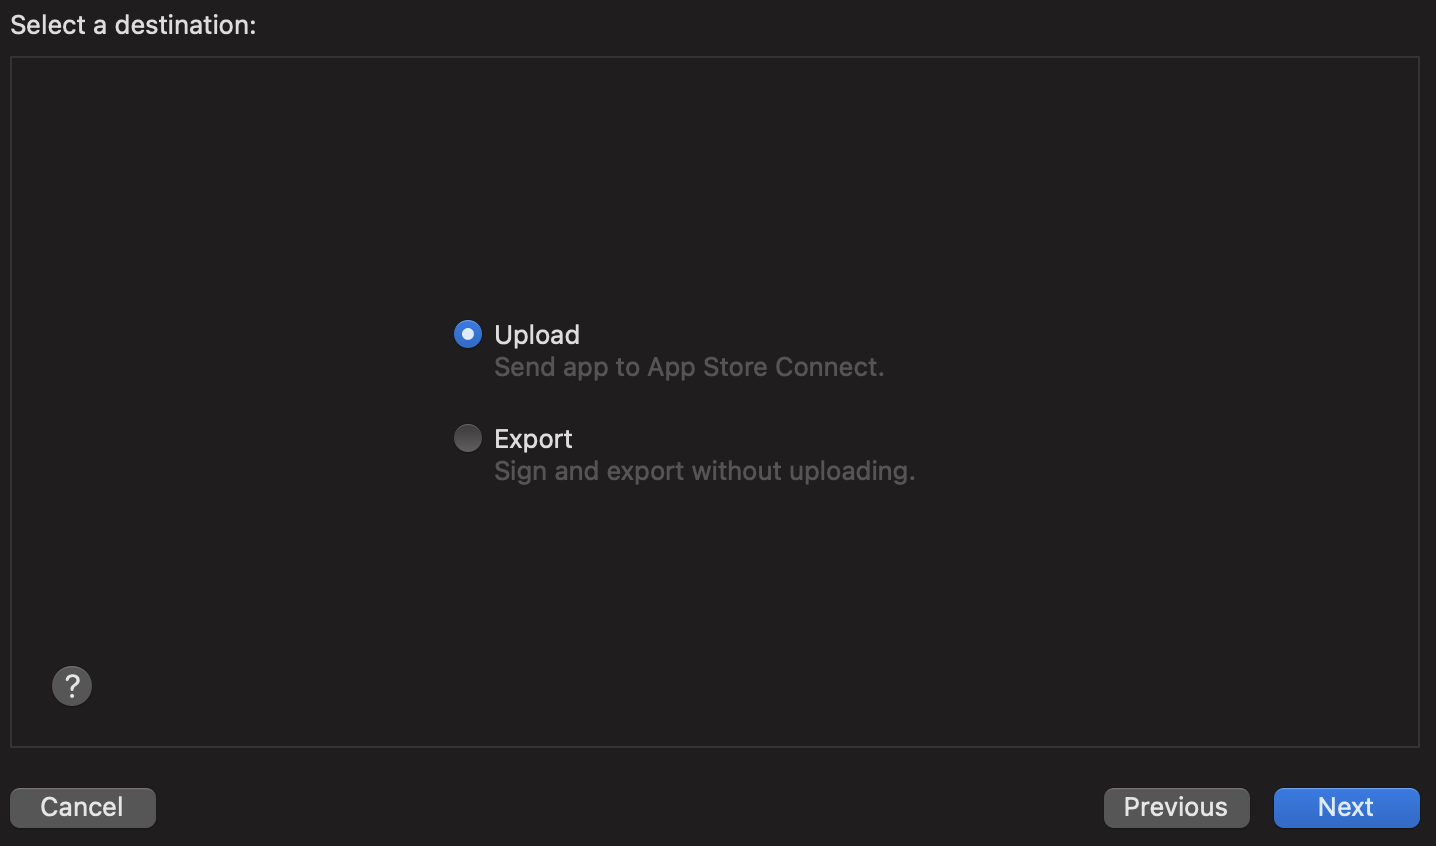 Select a destination:
Upload
Send app to App Store Connect.
Export
Sign and export without uploading.
?
Cancel
Previous
Next